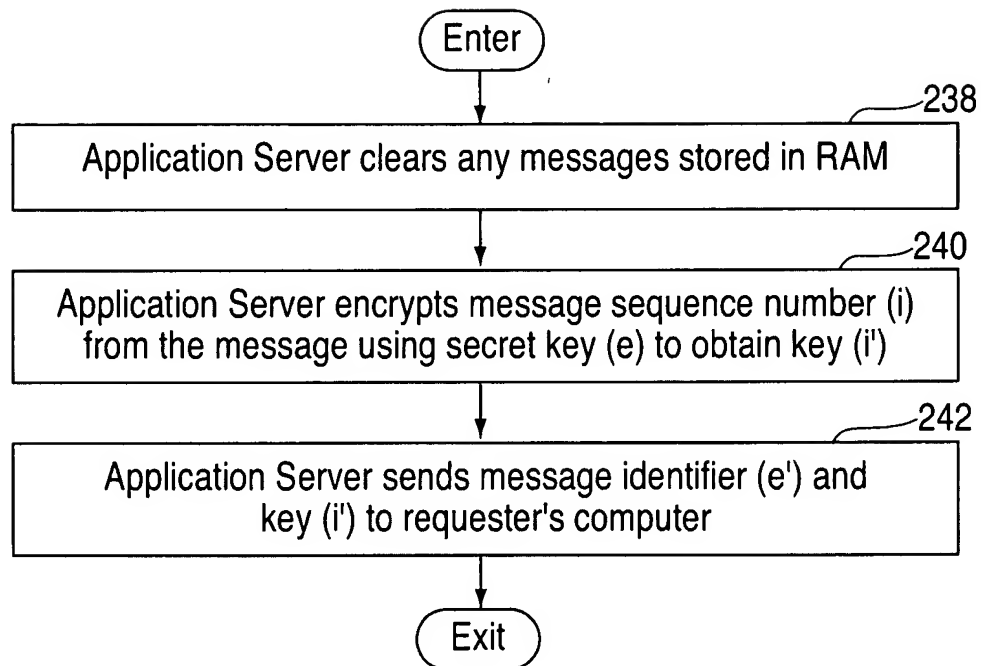 Enter
238
Application Server clears any messages stored in RAM
240
Application Server encrypts message sequence number (i)
from the message using secret key (e) to obtain key (i')
242
Application Server sends message identifier (e') and
key (i') to requester's computer
Exit